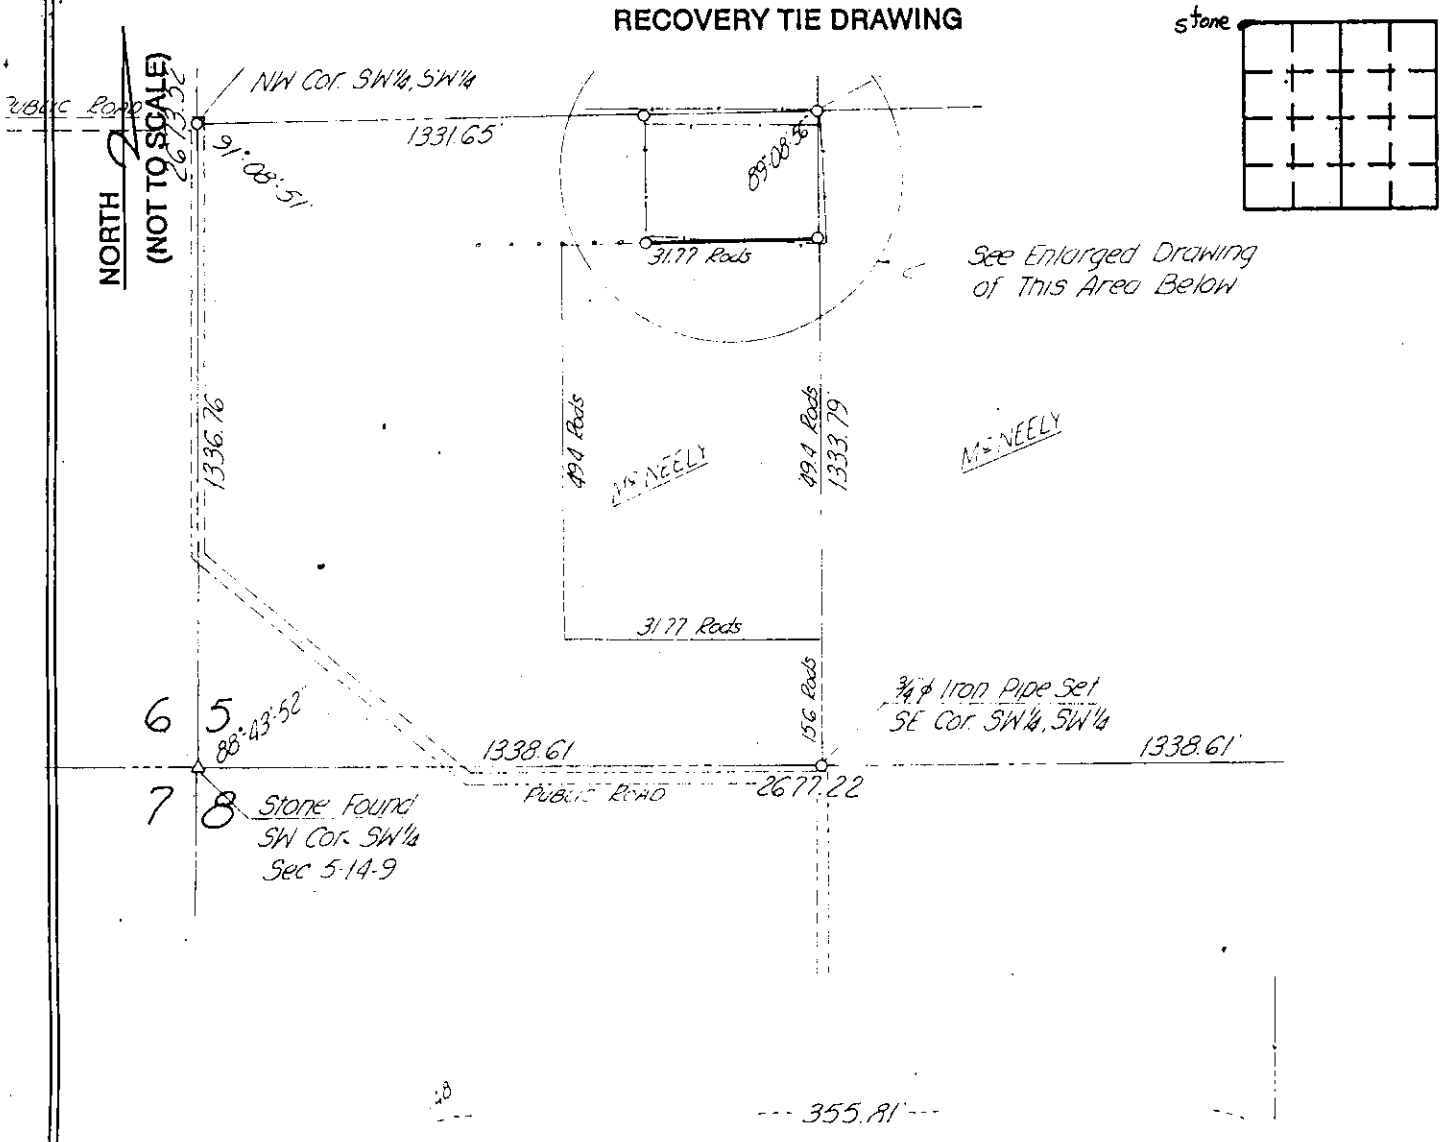 RECOVERY TIE DRAWING
stone
NORTH
(NOT TO SCALE)
2673.52
PUBLIC ROAD
NW Cor. SW¼, SW¼
1331.65'
91°-08'-51"
89°-08'-56"
31.77 Rods
See Enlarged Drawing
of This Area Below
1336.76
49.4 Rods
McNEELY
49.4 Rods
1333.79'
McNEELY
31.77 Rods
156 Rods
¾"φ Iron Pipe Set
SE Cor. SW¼, SW¼
6 5
88°-43'-52"
1338.61
1338.61'
PUBLIC ROAD
2677.22
7 8
Stone Found
SW Cor. SW¼
Sec 5-14-9
355.81'